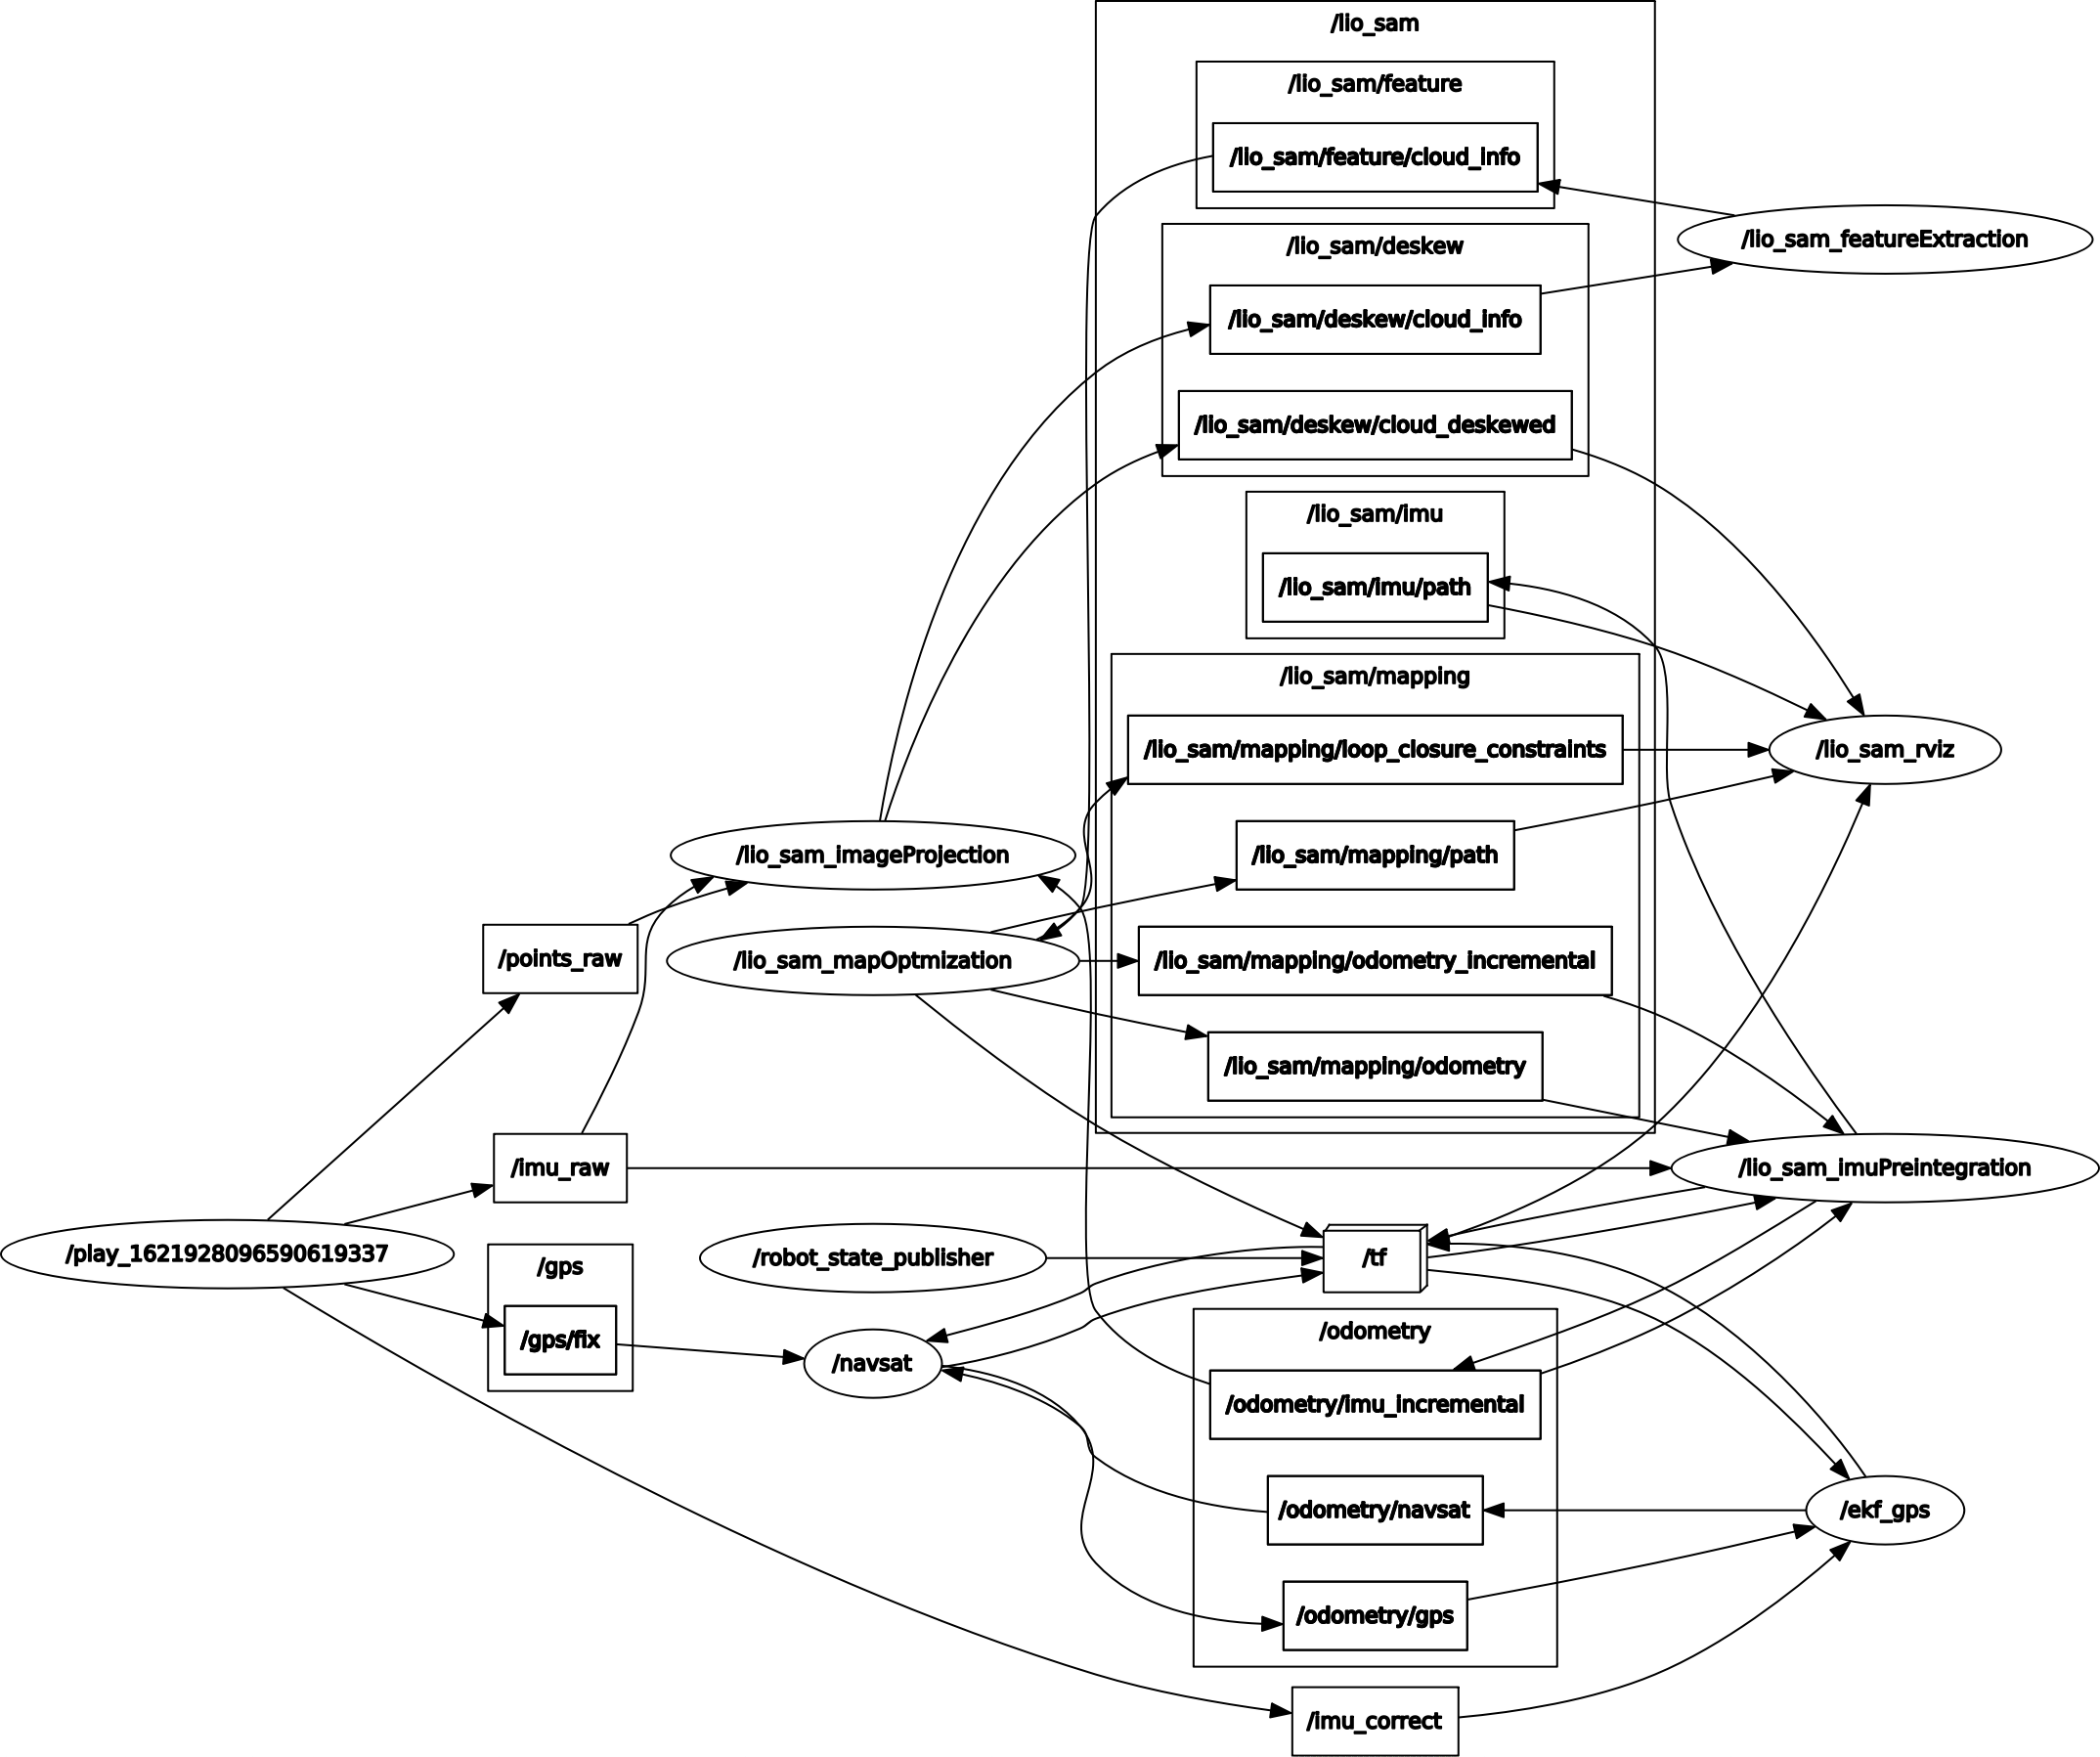 /lio_sam
/lio_sam/feature
/lio_sam/feature/cloud_info
/lio_sam_featureExtraction
/lio_sam/deskew
/lio_sam/deskew/cloud_info
/lio_sam/deskew/cloud_deskewed
/lio_sam/imu
/lio_sam/imu/path
/lio_sam/mapping
/lio_sam/mapping/loop_closure_constraints
/lio_sam_rviz
/lio_sam_imageProjection
/lio_sam/mapping/path
/points_raw
/lio_sam_mapOptmization
/lio_sam/mapping/odometry_incremental
/lio_sam/mapping/odometry
/imu_raw
/lio_sam_imuPreintegration
/play_1621928096590619337
/gps
/robot_state_publisher
/tf
/gps/fix
/navsat
/odometry
/odometry/imu_incremental
/odometry/navsat
/ekf_gps
/odometry/gps
/imu_correct